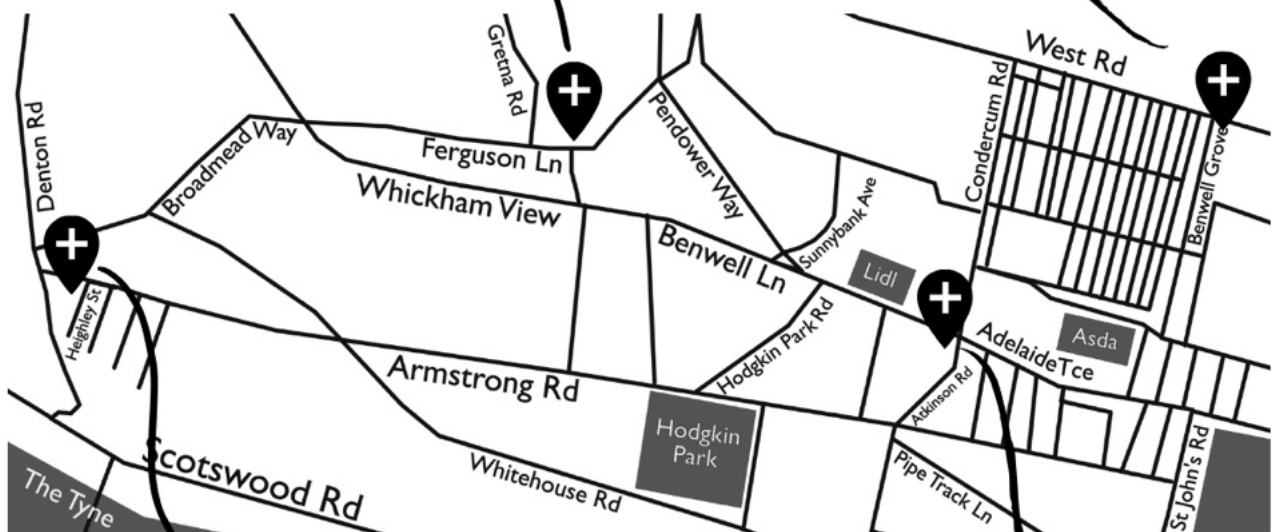 West Rd
Gretna Rd
Condercum Rd
Denton Rd
Broadmead Way
Ferguson Ln
Pendower Way
Benwell Grove
Whickham View
Sunnybank Ave
Benwell Ln
Lidl
Heighley St
Hodgkin Park Rd
Adelaide Tce
Asda
Armstrong Rd
Atkinson Rd
Hodgkin
Park
Scotswood Rd
Whitehouse Rd
Pipe Track Ln
St John's Rd
The Tyne